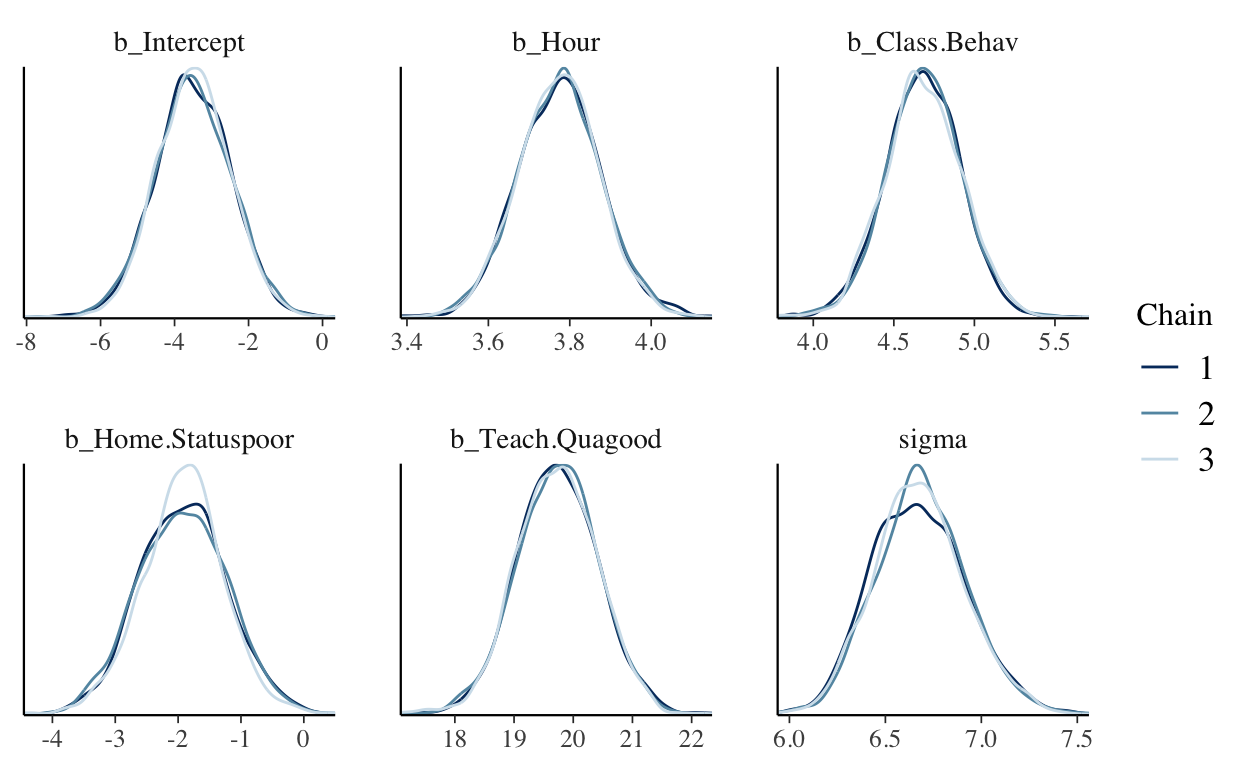 b_Intercept
b_Hour
b_Class.Behav
-8 -6 -4 -2 0
3.4 3.6 3.8 4.0
4.0 4.5 5.0 5.5
b_Home.Statuspoor
b_Teach.Quagood
sigma
-4 -3 -2 -1 0
18 19 20 21 22
6.0 6.5 7.0 7.5
Chain
1
2
3